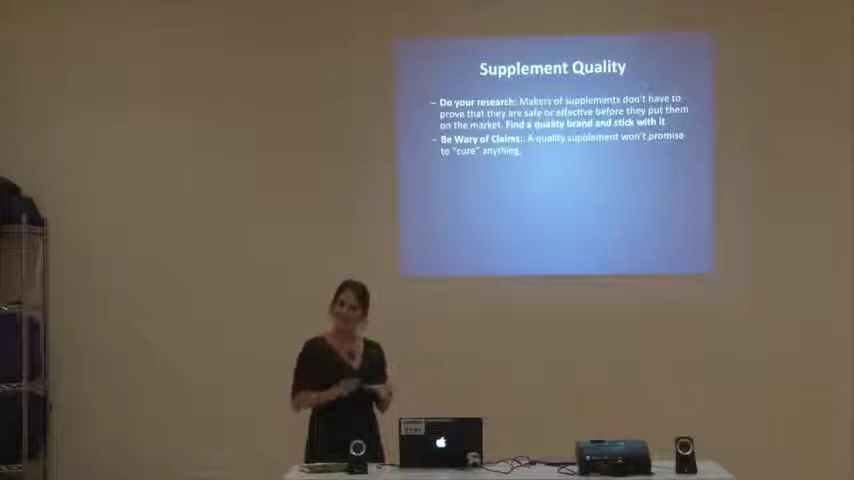 Supplement Quality
– Do your research: Makers of supplements don't have to
prove that they are safe or effective before they put them
on the market. Find a quality brand and stick with it
– Be Wary of Claims:: A quality supplement won't promise
to "cure" anything.